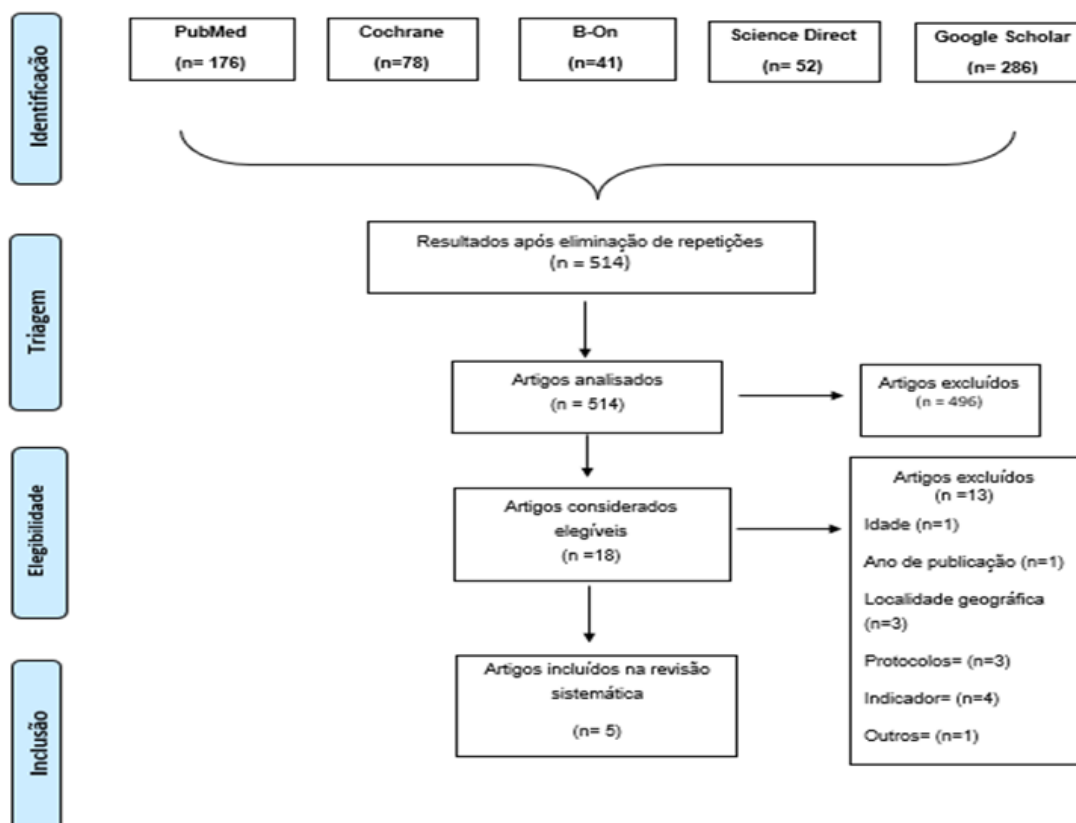 Identificação
PubMed
(n= 176)
Cochrane
(n=78)
B-On
(n=41)
Science Direct
(n= 52)
Google Scholar
(n= 286)
Triagem
Resultados após eliminação de repetições
(n = 514)
Artigos analisados
(n = 514)
Artigos excluídos
(n = 496)
Elegibilidade
Artigos considerados
elegíveis
(n =18)
Artigos excluídos
(n =13)
Idade (n=1)
Ano de publicação (n=1)
Localidade geográfica
(n=3)
Protocolos= (n=3)
Indicador= (n=4)
Outros= (n=1)
Inclusão
Artigos incluídos na revisão
sistemática
(n= 5)